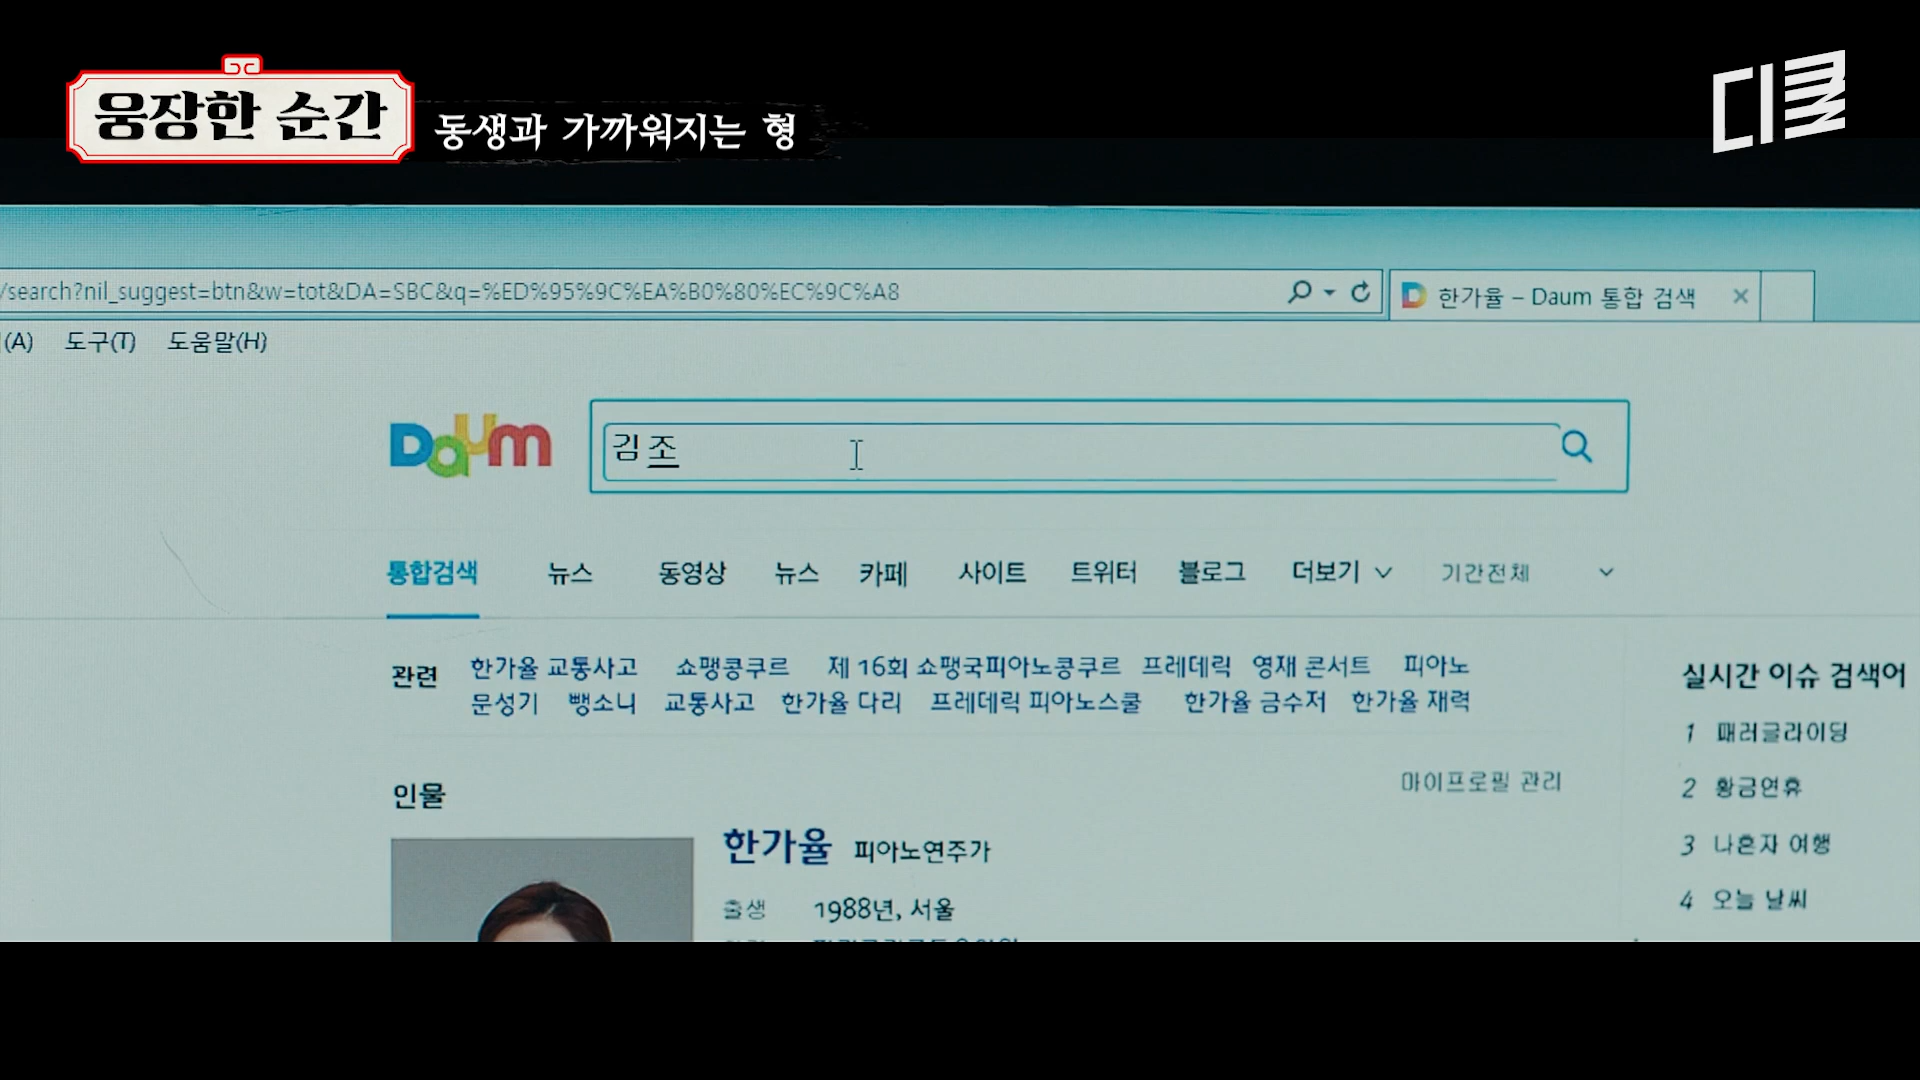 웅장한 순간
동생과 가까워지는 형
디글
/search?nil_suggest=btn&w=tot&DA=SBC&q=%ED%95%9C%EA%B0%80%EC%9C%A8
한가율 – Daum 통합 검색
(A) 도구(T) 도움말(H)
Daum
김 조
통합검색 뉴스 동영상 뉴스 카페 사이트 트위터 블로그 더보기 기간전체
관련 한가율 교통사고 쇼팽콩쿠르 제 16회 쇼팽국피아노콩쿠르 프레데릭 영재 콘서트 피아노
문성기 뺑소니 교통사고 한가율 다리 프레데릭 피아노스쿨 한가율 금수저 한가율 재력
실시간 이슈 검색어
1 패러글라이딩
2 황금연휴
3 나혼자 여행
4 오늘 날씨
인물
마이프로필 관리
한가율 피아노연주가
출생 1988년, 서울